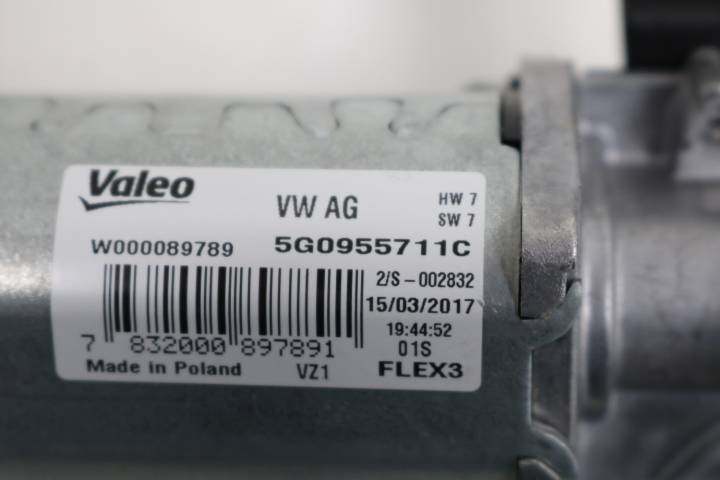 Valeo
VW AG
HW 7
SW 7
W000089789
5G0955711C
2/S-002832
15/03/2017
19:44:52
7 832000 897891
01S
Made in Poland
VZ1
FLEX3